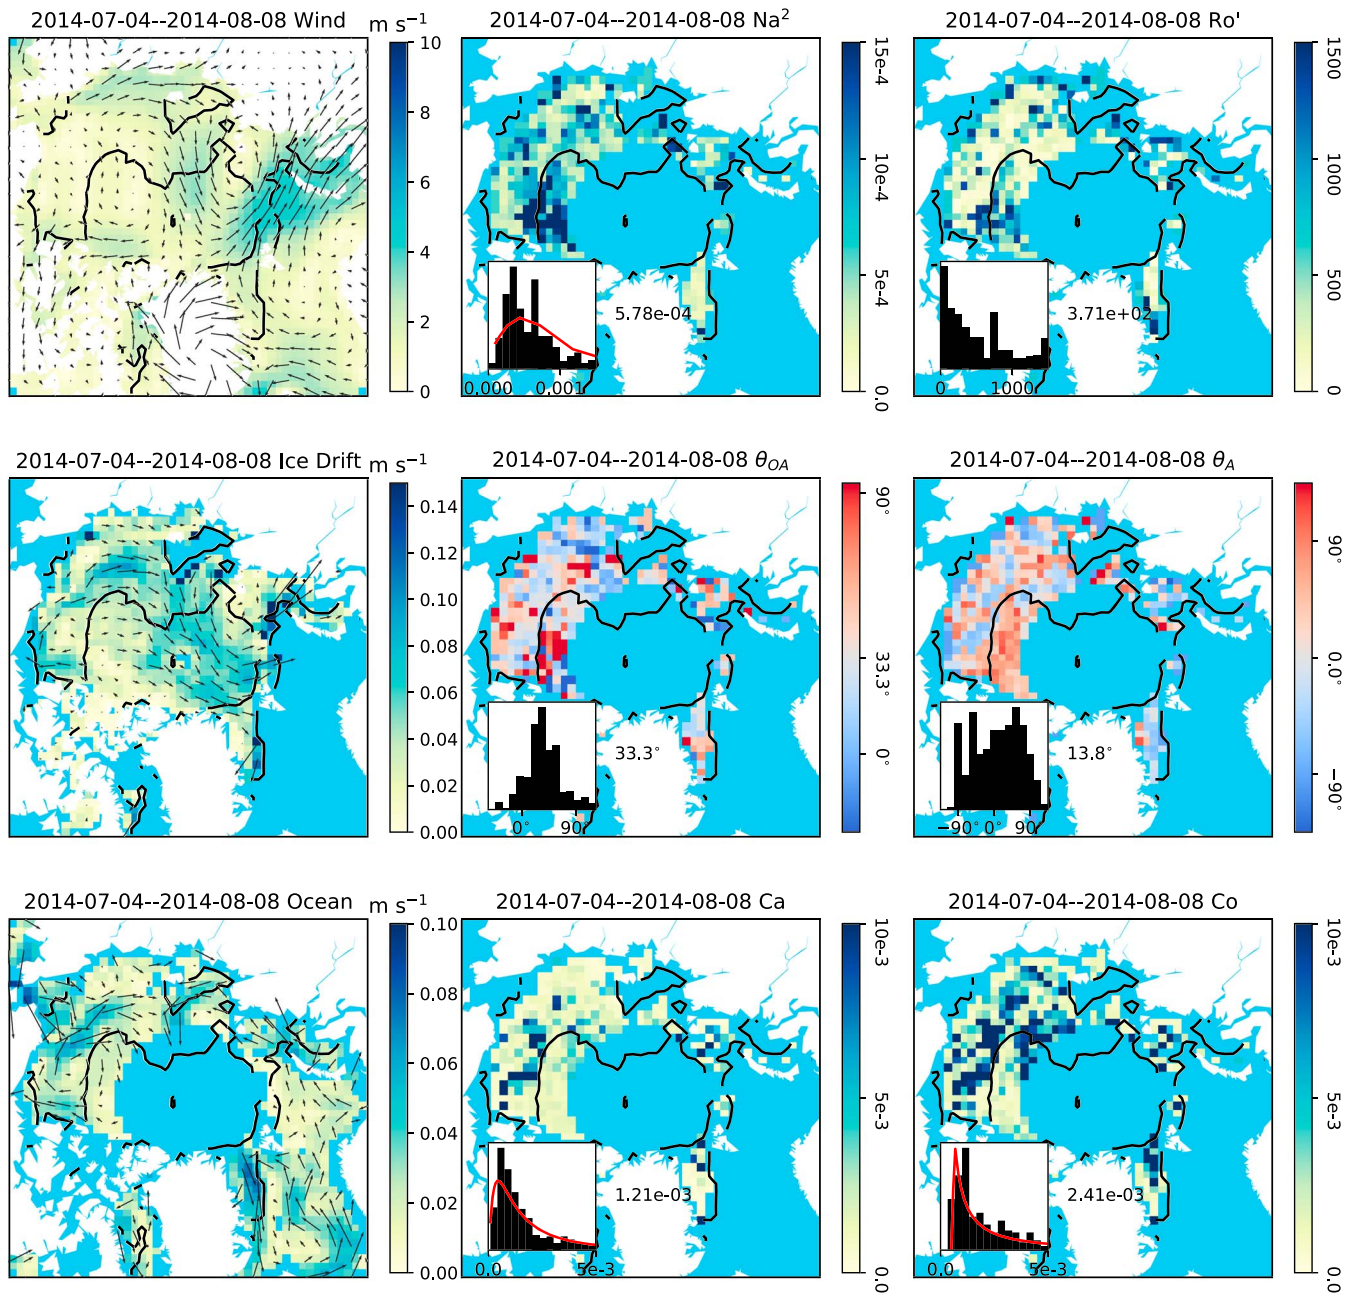 2014-07-04--2014-08-08 Wind
m s⁻¹
10
8
6
4
2
0
2014-07-04--2014-08-08 Na²
15e-4
10e-4
5e-4
0.0
5.78e-04
0.000
0.001
2014-07-04--2014-08-08 Ro'
1500
1000
500
0
3.71e+02
0
1000
2014-07-04--2014-08-08 Ice Drift
m s⁻¹
0.14
0.12
0.10
0.08
0.06
0.04
0.02
0.00
2014-07-04--2014-08-08 θ_OA
90°
33.3°
0°
33.3°
0°
90°
2014-07-04--2014-08-08 θ_A
90°
0.0°
−90°
13.8°
−90°
0°
90°
2014-07-04--2014-08-08 Ocean
m s⁻¹
0.10
0.08
0.06
0.04
0.02
0.00
2014-07-04--2014-08-08 Ca
10e-3
5e-3
0.0
1.21e-03
0.0
5e-3
2014-07-04--2014-08-08 Co
10e-3
5e-3
0.0
2.41e-03
0.0
5e-3